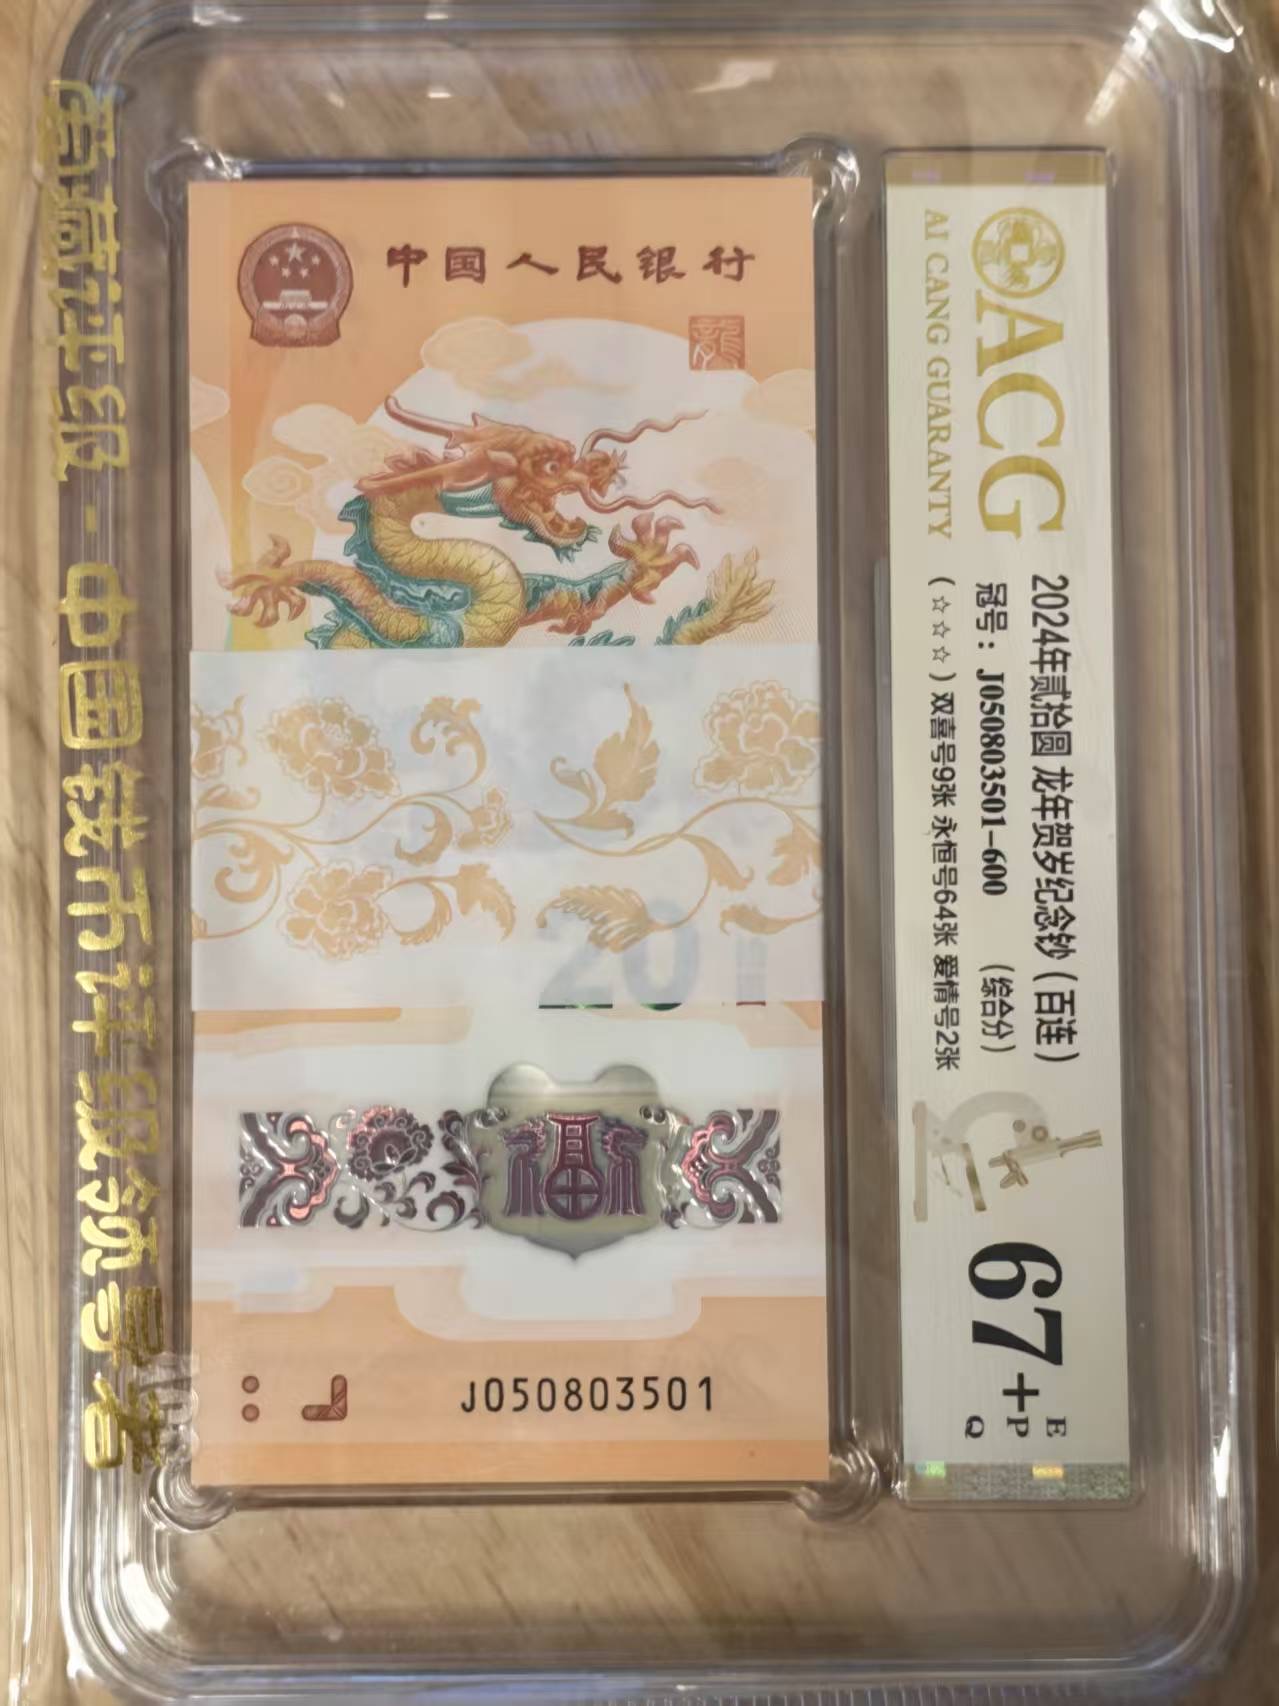 爱藏评级-中国钱币评级领导者
中国人民银行
龍
20
福
J050803501
ACG
AI CANG GUARANTY
2024年贰拾圆 龙年贺岁纪念钞（百连）
冠号：J050803501-600 （综合分）
（☆☆☆）双喜号9张 永恒号64张 爱情号2张
67+
E
P
Q